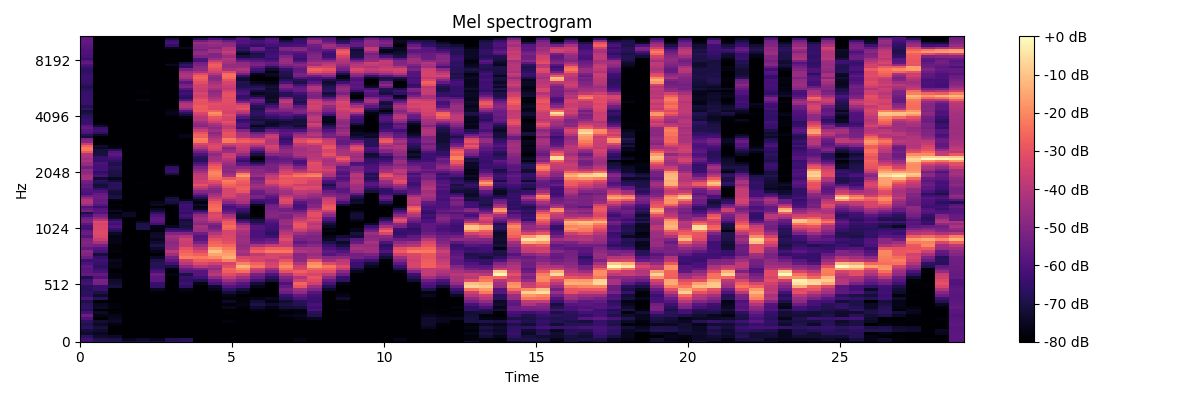 Mel spectrogram
+0 dB
8192
-10 dB
-20 dB
4096
-30 dB
2048
-40 dB
Hz
-50 dB
1024
-60 dB
512
-70 dB
0
-80 dB
0 5 10 15 20 25
Time